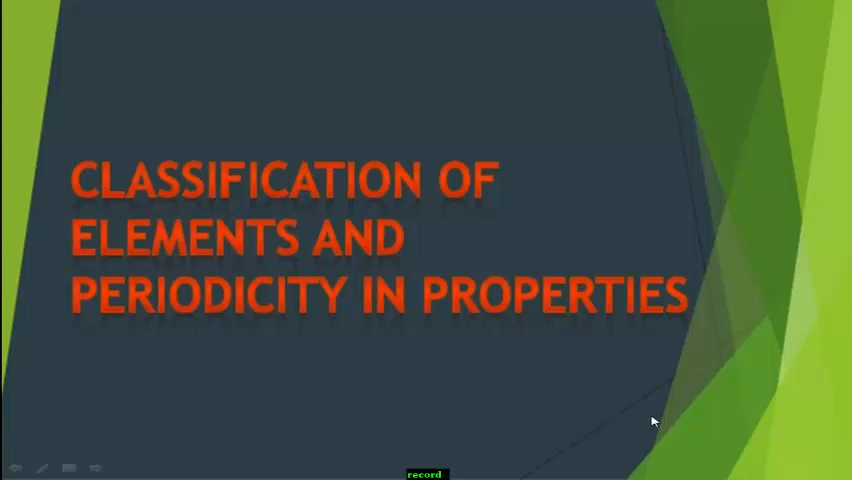 CLASSIFICATION OF
ELEMENTS AND
PERIODICITY IN PROPERTIES
record